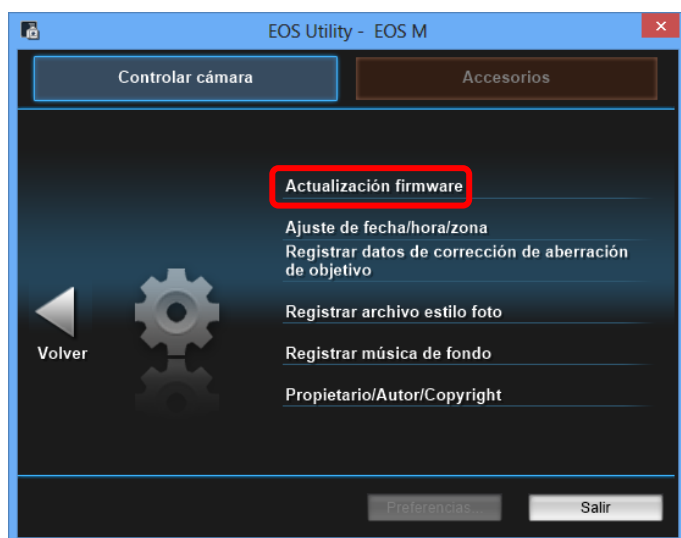 EOS Utility - EOS M
Controlar cámara
Accesorios
Actualización firmware
Ajuste de fecha/hora/zona
Registrar datos de corrección de aberración
de objetivo
Registrar archivo estilo foto
Volver
Registrar música de fondo
Propietario/Autor/Copyright
Preferencias...
Salir